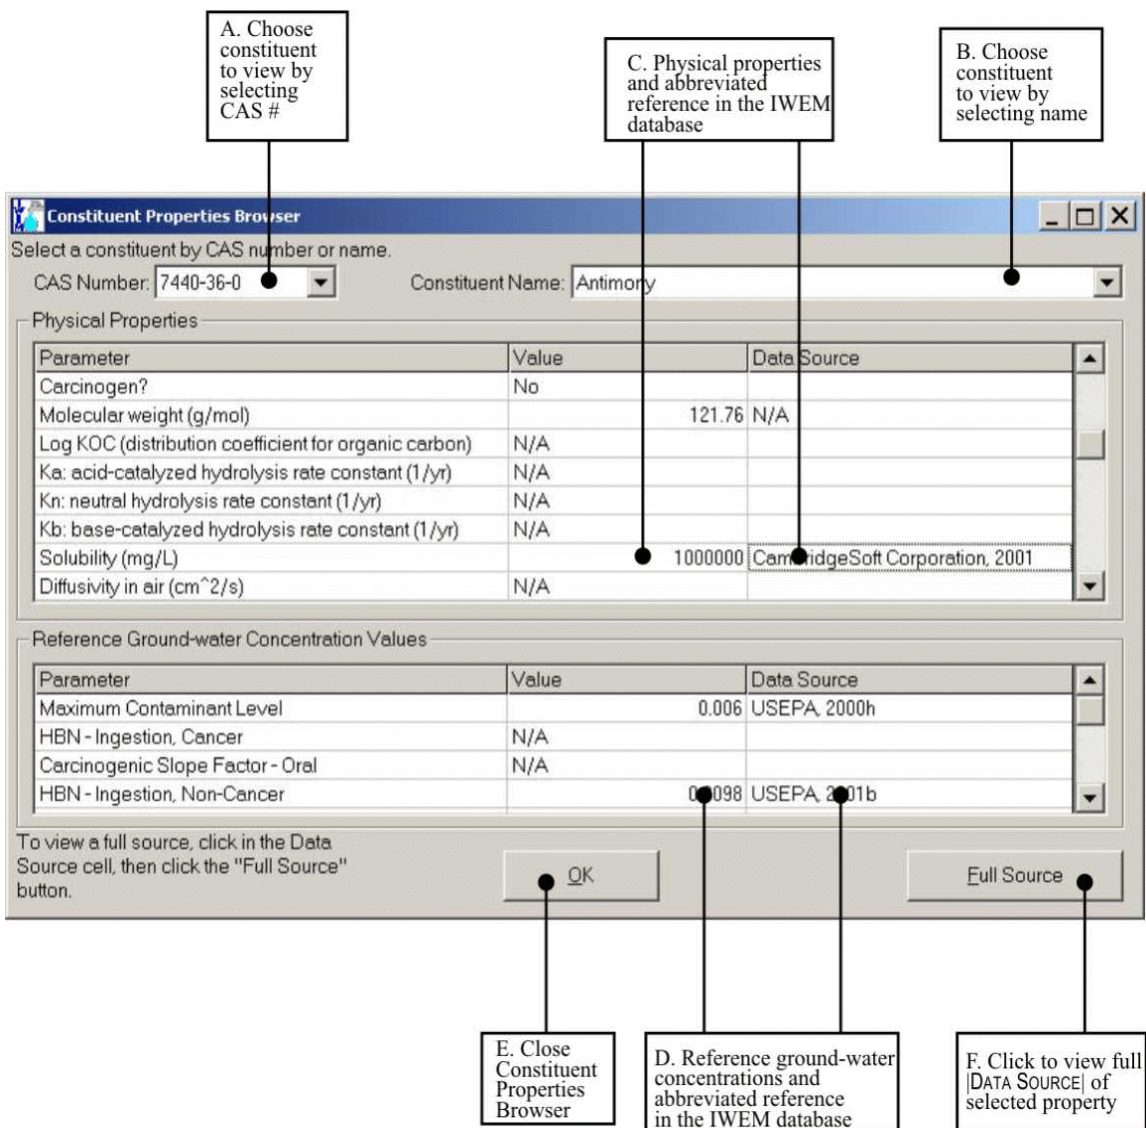 A. Choose
constituent
to view by
selecting
CAS #
C. Physical properties
and abbreviated
reference in the IWEM
database
B. Choose
constituent
to view by
selecting name
Constituent Properties Browser
Select a constituent by CAS number or name.
CAS Number: 7440-36-0 Constituent Name: Antimony
Physical Properties
Parameter Value Data Source
Carcinogen? No
Molecular weight (g/mol) 121.76 N/A
Log KOC (distribution coefficient for organic carbon) N/A
Ka: acid-catalyzed hydrolysis rate constant (1/yr) N/A
Kn: neutral hydrolysis rate constant (1/yr) N/A
Kb: base-catalyzed hydrolysis rate constant (1/yr) N/A
Solubility (mg/L) 1000000 CambridgeSoft Corporation, 2001
Diffusivity in air (cm^2/s) N/A
Reference Ground-water Concentration Values
Parameter Value Data Source
Maximum Contaminant Level 0.006 USEPA, 2000h
HBN - Ingestion, Cancer N/A
Carcinogenic Slope Factor - Oral N/A
HBN - Ingestion, Non-Cancer 0.0098 USEPA, 2001b
To view a full source, click in the Data
Source cell, then click the "Full Source"
button.
OK
Full Source
E. Close
Constituent
Properties
Browser
D. Reference ground-water
concentrations and
abbreviated reference
in the IWEM database
F. Click to view full
|DATA SOURCE| of
selected property